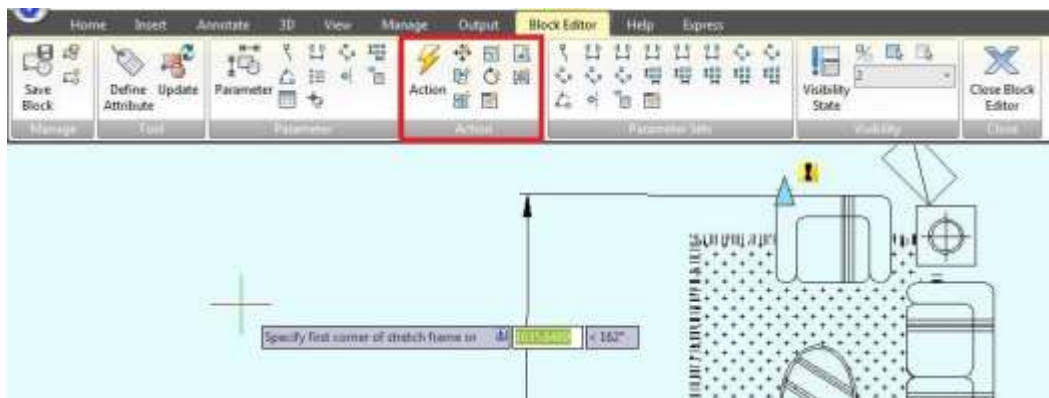 Home Insert Annotate 3D View Manage Output Block Editor Help Express
Save Block
Define Attribute
Update
Parameter
Action
Visibility State
2
Close Block Editor
Manage Tool Parameter Action Parameter Sets Visibility Close
Specify first corner of stretch frame or < 162°